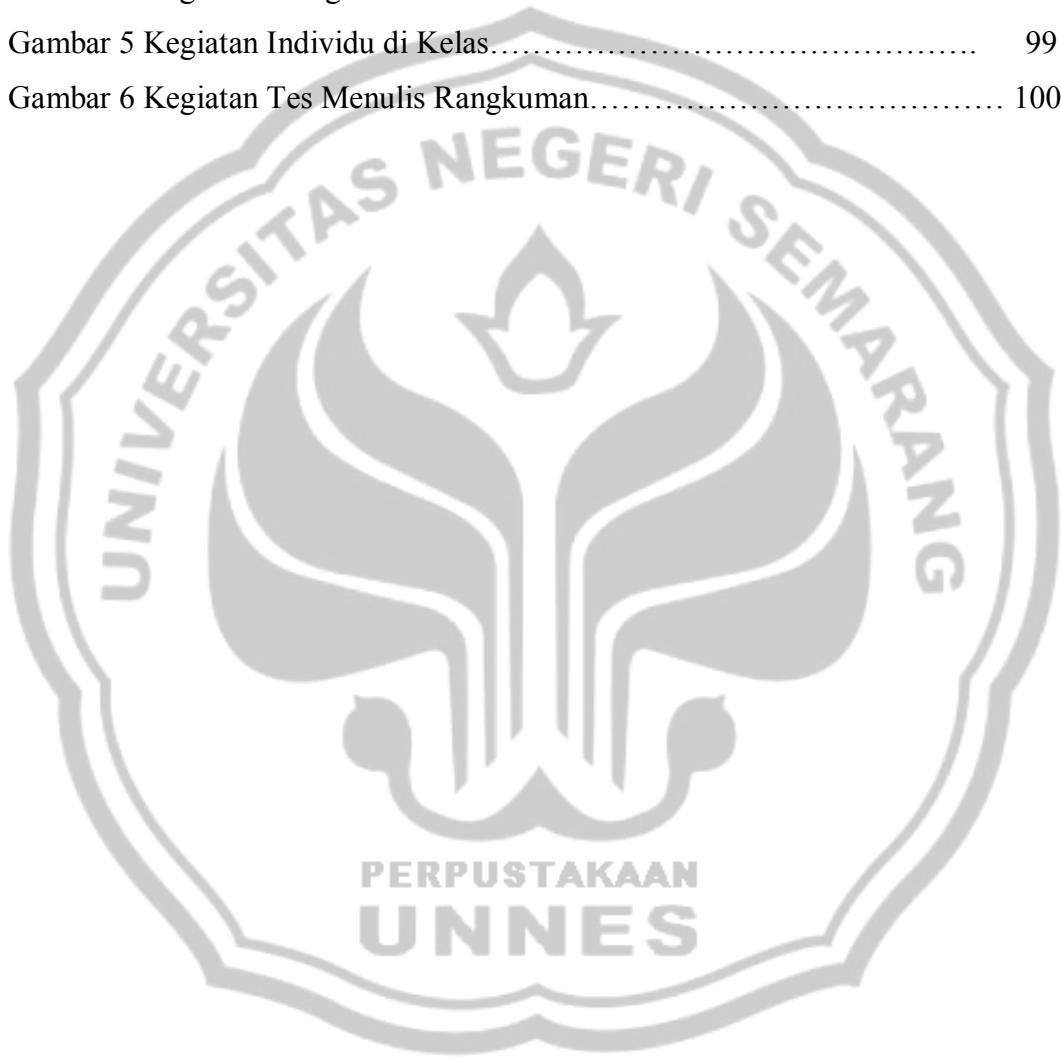 Gambar 5 Kegiatan Individu di Kelas……………………………………………. 99
Gambar 6 Kegiatan Tes Menulis Rangkuman……………………………… 100
UNIVERSITAS NEGERI SEMARANG
PERPUSTAKAAN
UNNES